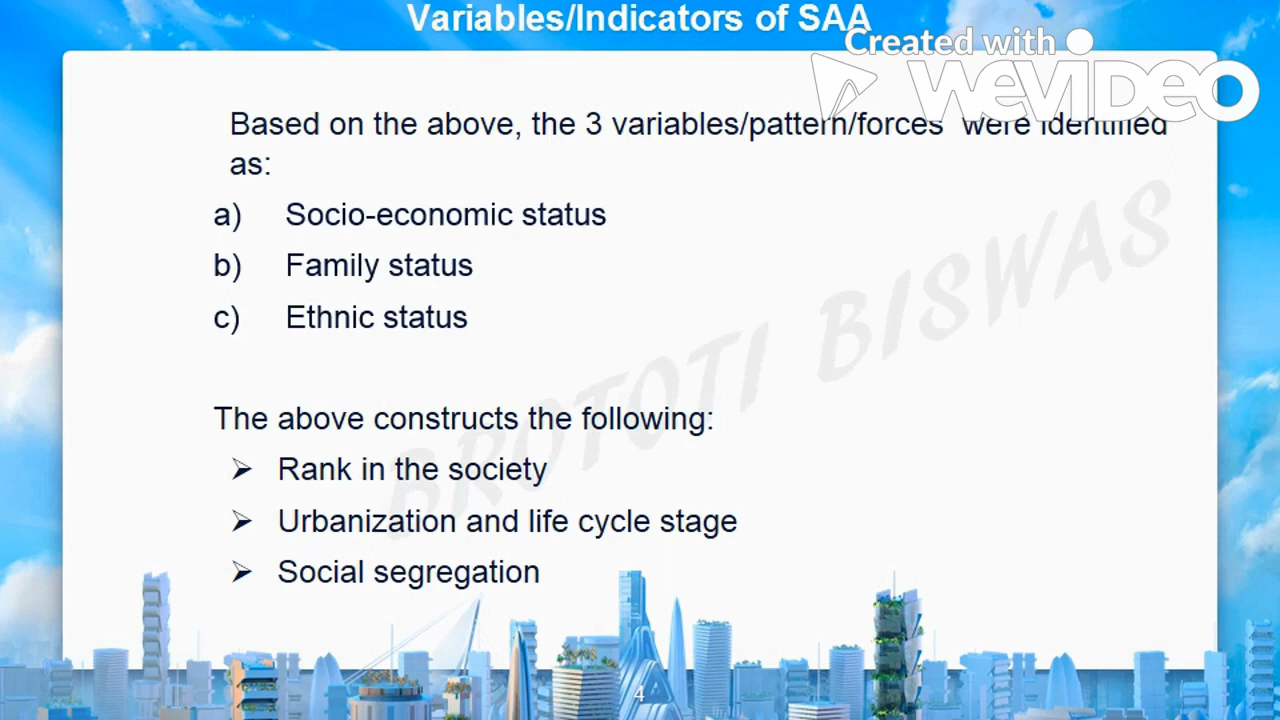 Variables/Indicators of SAA
Created with
WEVIDEO
Based on the above, the 3 variables/pattern/forces were identified
as:
a) Socio-economic status
b) Family status
c) Ethnic status
BROTOTI BISWAS
The above constructs the following:
➢ Rank in the society
➢ Urbanization and life cycle stage
➢ Social segregation
4